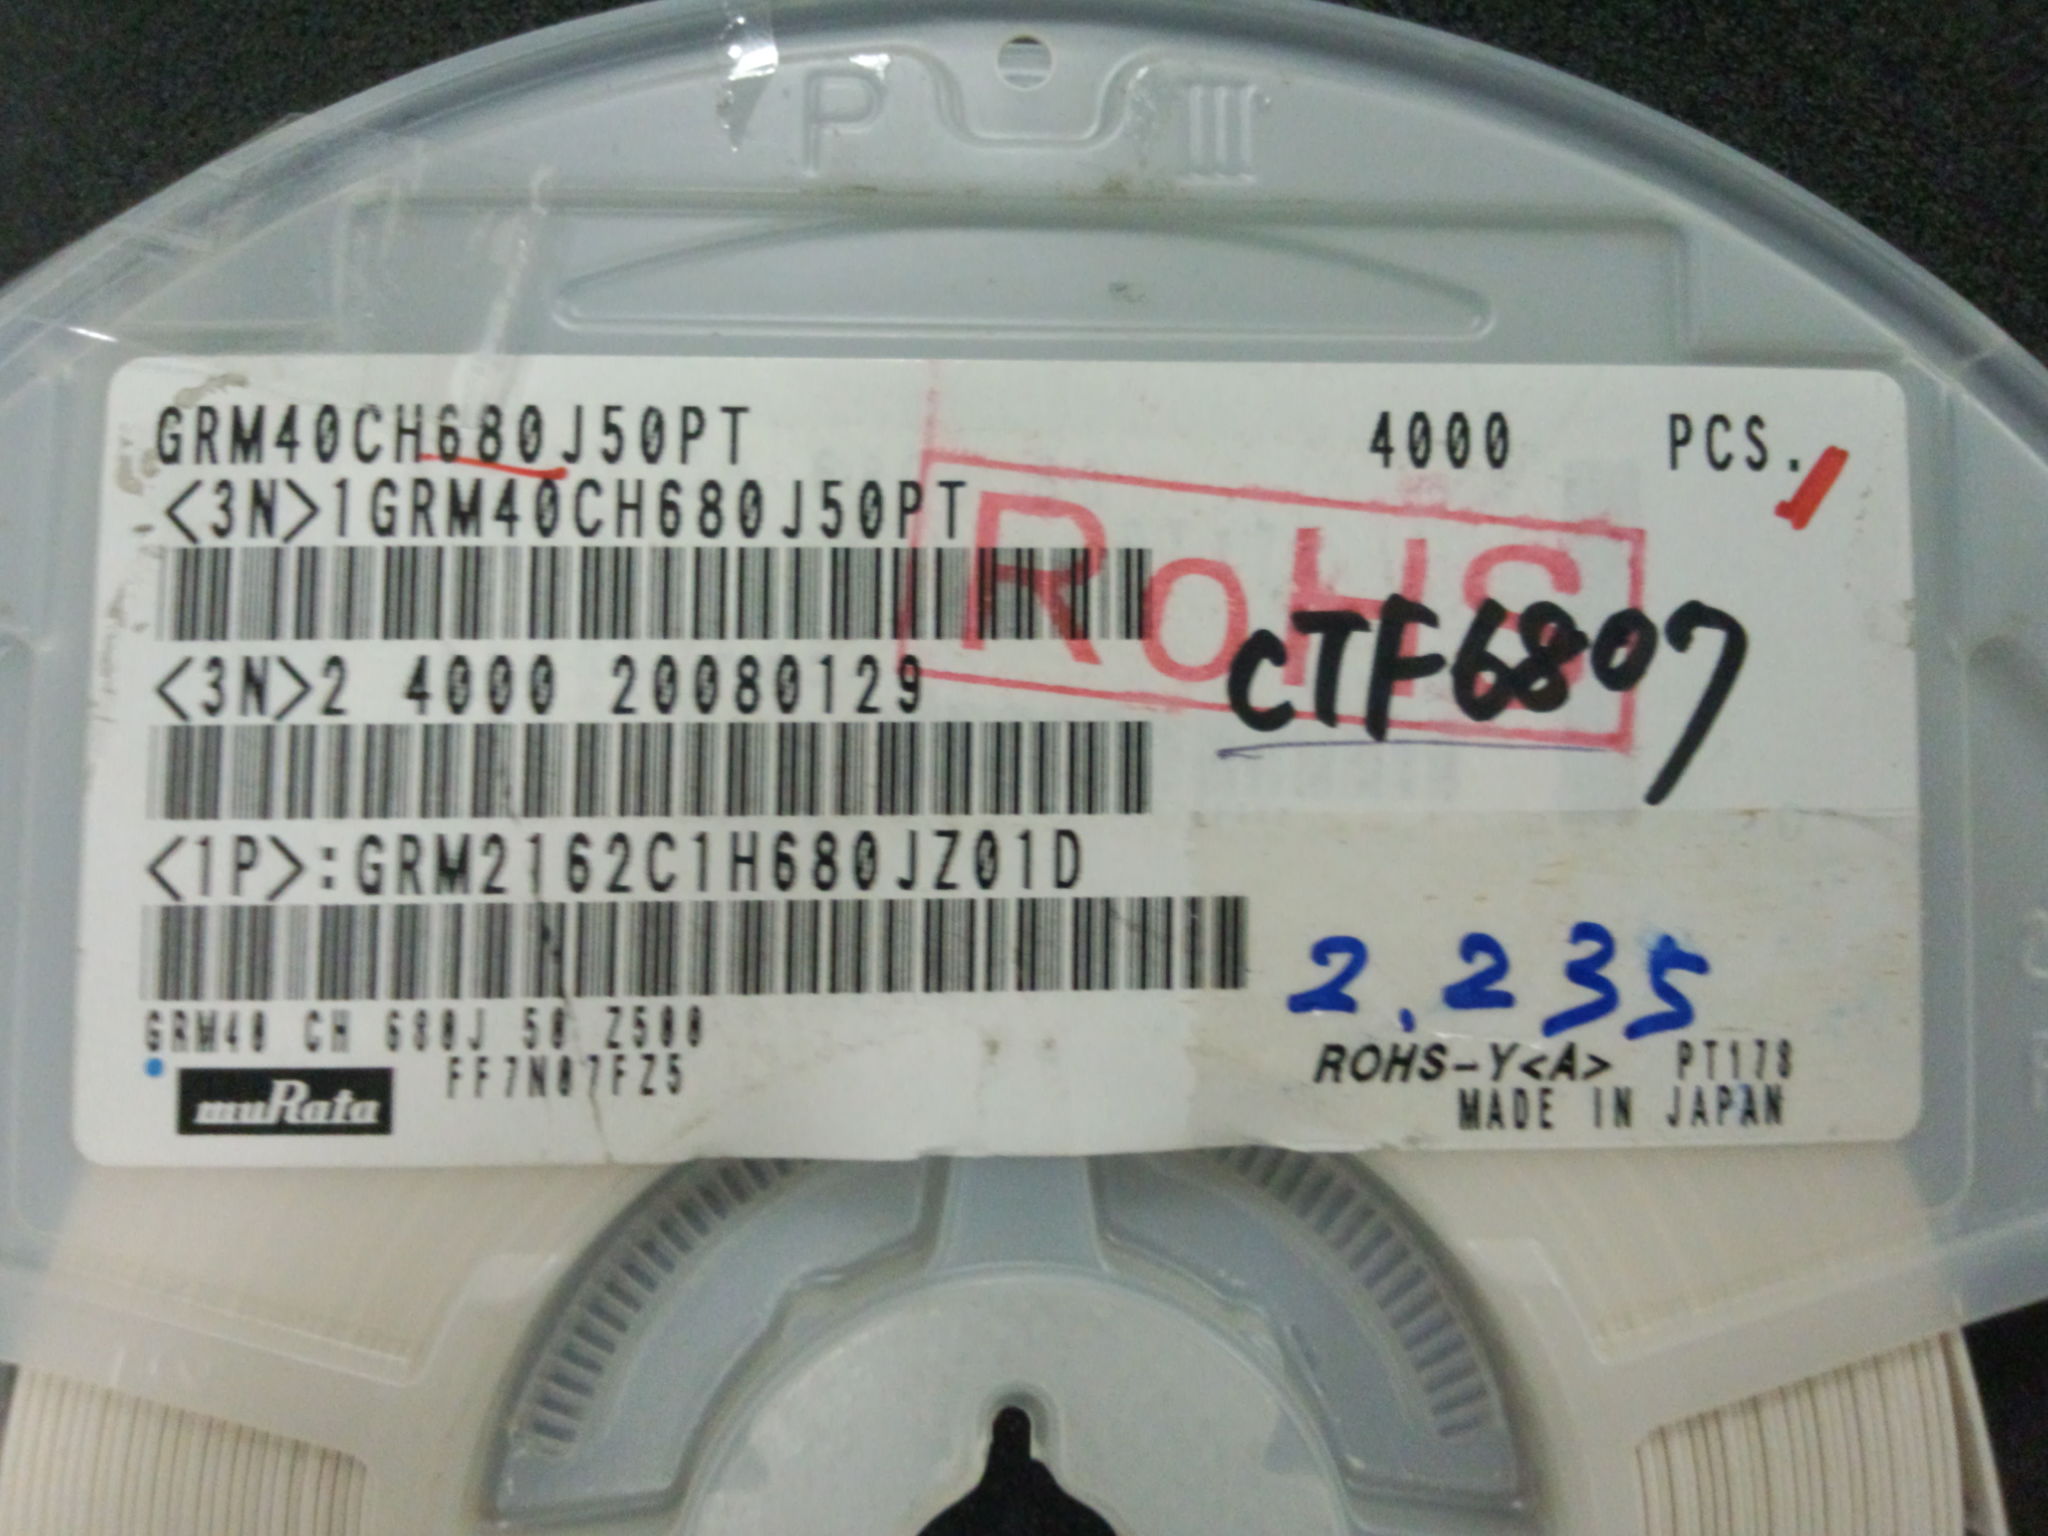 P III
GRM40CH680J50PT 4000 PCS.
<3N>1GRM40CH680J50PT
RoHS
CTF6807
<3N>2 4000 20080129
<1P>:GRM2162C1H680JZ01D
2,235
GRM40 CH 680J 50 Z500
FF7N07FZ5
muRata
ROHS-Y<A> PT178
MADE IN JAPAN